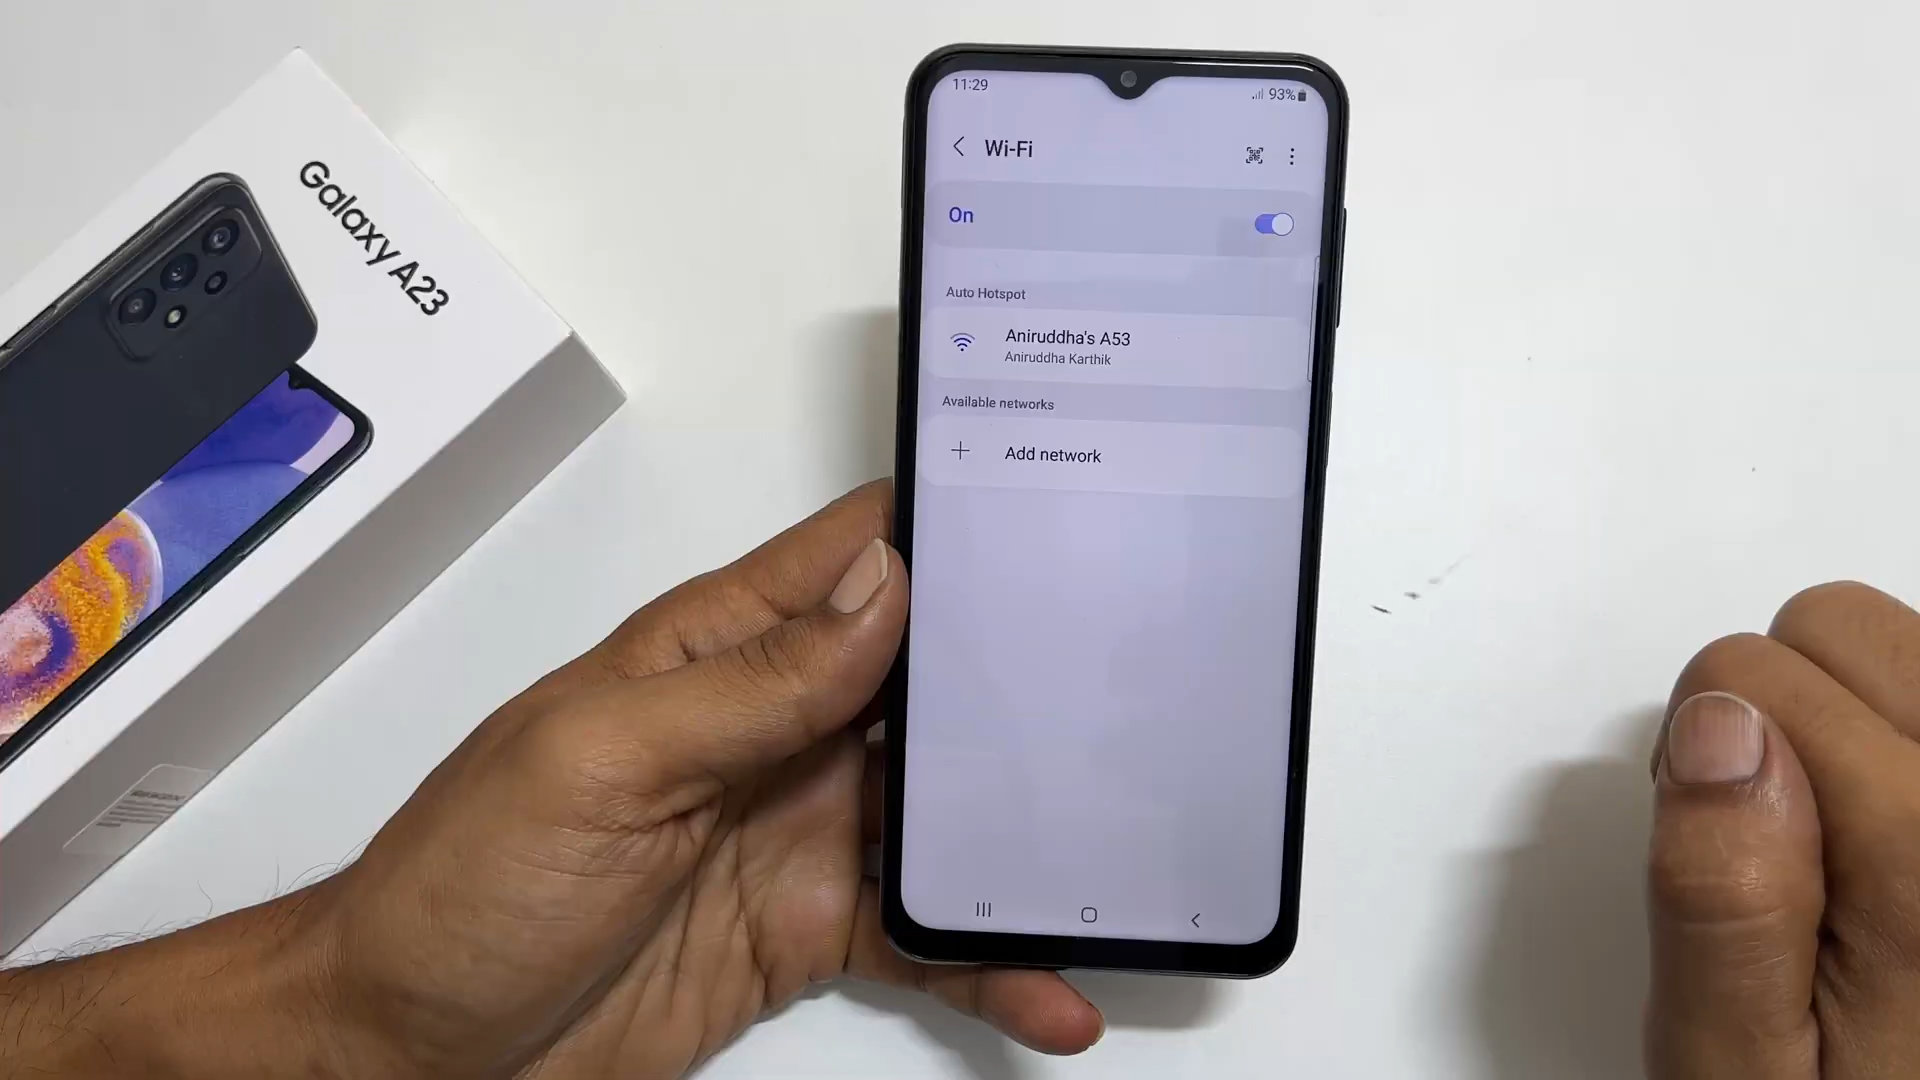 Galaxy A23
11:29
93%
Wi-Fi
On
Auto Hotspot
Aniruddha's A53
Aniruddha Karthik
Available networks
Add network